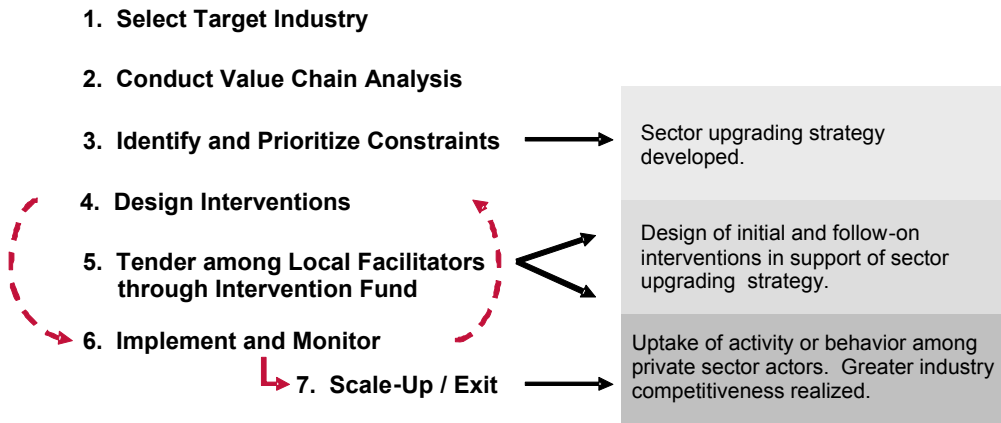 1. Select Target Industry
2. Conduct Value Chain Analysis
3. Identify and Prioritize Constraints
Sector upgrading strategy
developed.
4. Design Interventions
5. Tender among Local Facilitators
through Intervention Fund
Design of initial and follow-on
interventions in support of sector
upgrading strategy.
6. Implement and Monitor
7. Scale-Up / Exit
Uptake of activity or behavior among
private sector actors. Greater industry
competitiveness realized.